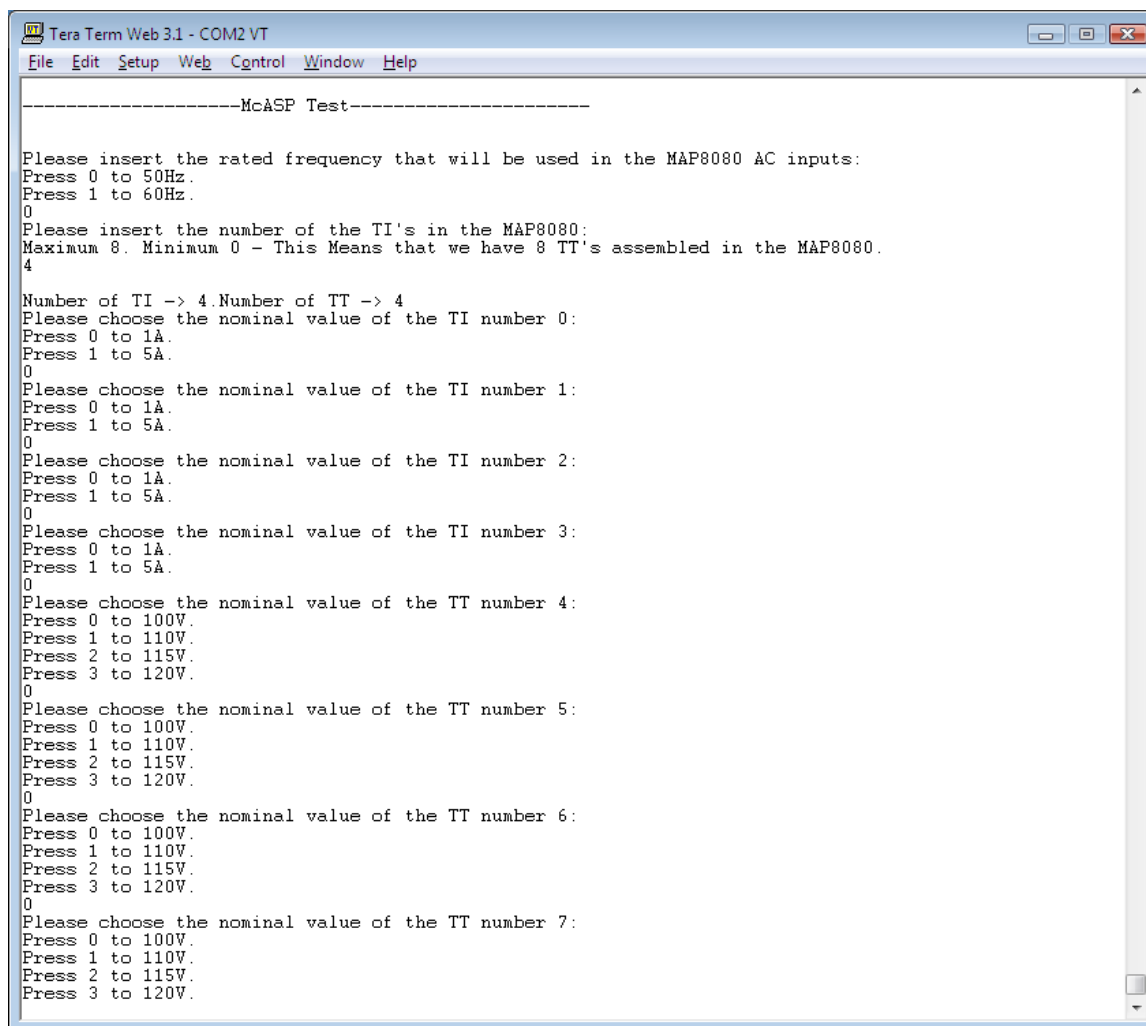 Tera Term Web 3.1 - COM2 VT
File Edit Setup Web Control Window Help
--------------------McASP Test----------------------
Please insert the rated frequency that will be used in the MAP8080 AC inputs:
Press 0 to 50Hz.
Press 1 to 60Hz.
0
Please insert the number of the TI's in the MAP8080:
Maximum 8. Minimum 0 - This Means that we have 8 TT's assembled in the MAP8080.
4
Number of TI -> 4.Number of TT -> 4
Please choose the nominal value of the TI number 0:
Press 0 to 1A.
Press 1 to 5A.
0
Please choose the nominal value of the TI number 1:
Press 0 to 1A.
Press 1 to 5A.
0
Please choose the nominal value of the TI number 2:
Press 0 to 1A.
Press 1 to 5A.
0
Please choose the nominal value of the TI number 3:
Press 0 to 1A.
Press 1 to 5A.
0
Please choose the nominal value of the TT number 4:
Press 0 to 100V.
Press 1 to 110V.
Press 2 to 115V.
Press 3 to 120V.
0
Please choose the nominal value of the TT number 5:
Press 0 to 100V.
Press 1 to 110V.
Press 2 to 115V.
Press 3 to 120V.
0
Please choose the nominal value of the TT number 6:
Press 0 to 100V.
Press 1 to 110V.
Press 2 to 115V.
Press 3 to 120V.
0
Please choose the nominal value of the TT number 7:
Press 0 to 100V.
Press 1 to 110V.
Press 2 to 115V.
Press 3 to 120V.